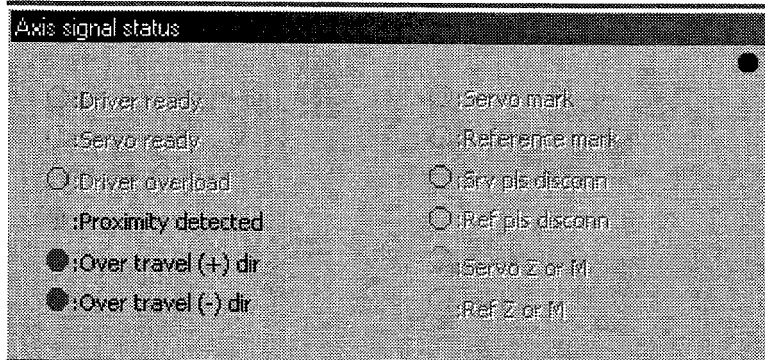 Axis signal status
:Driver ready
:Servo ready
:Driver overload
:Proximity detected
:Over travel (+) dir
:Over travel (-) dir
:Servo mark
:Reference mark
:Srv pls disconn
:Ref pls disconn
:Servo Z or M
:Ref Z or M